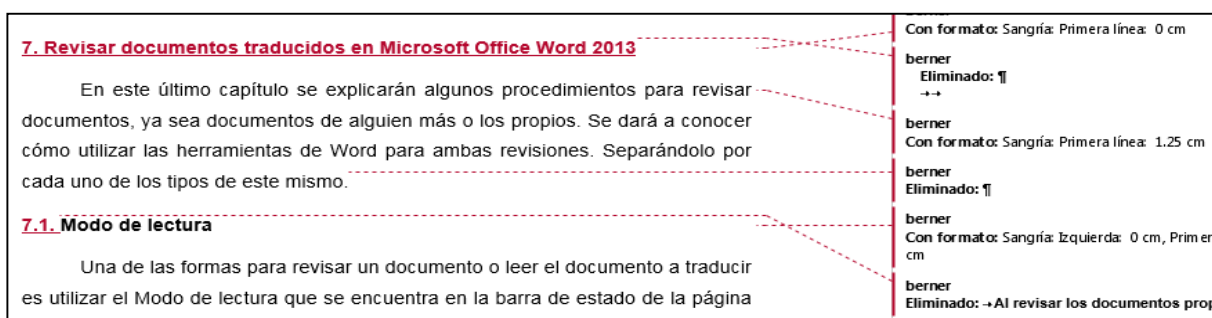 7. Revisar documentos traducidos en Microsoft Office Word 2013
En este último capítulo se explicarán algunos procedimientos para revisar
documentos, ya sea documentos de alguien más o los propios. Se dará a conocer
cómo utilizar las herramientas de Word para ambas revisiones. Separándolo por
cada uno de los tipos de este mismo.
7.1. Modo de lectura
Una de las formas para revisar un documento o leer el documento a traducir
es utilizar el Modo de lectura que se encuentra en la barra de estado de la página
Con formato: Sangría: Primera línea: 0 cm
berner
Eliminado: ¶
→→
berner
Con formato: Sangría: Primera línea: 1.25 cm
berner
Eliminado: ¶
berner
Con formato: Sangría: Izquierda: 0 cm,
cm
berner
Eliminado: →Al revisar los documentos